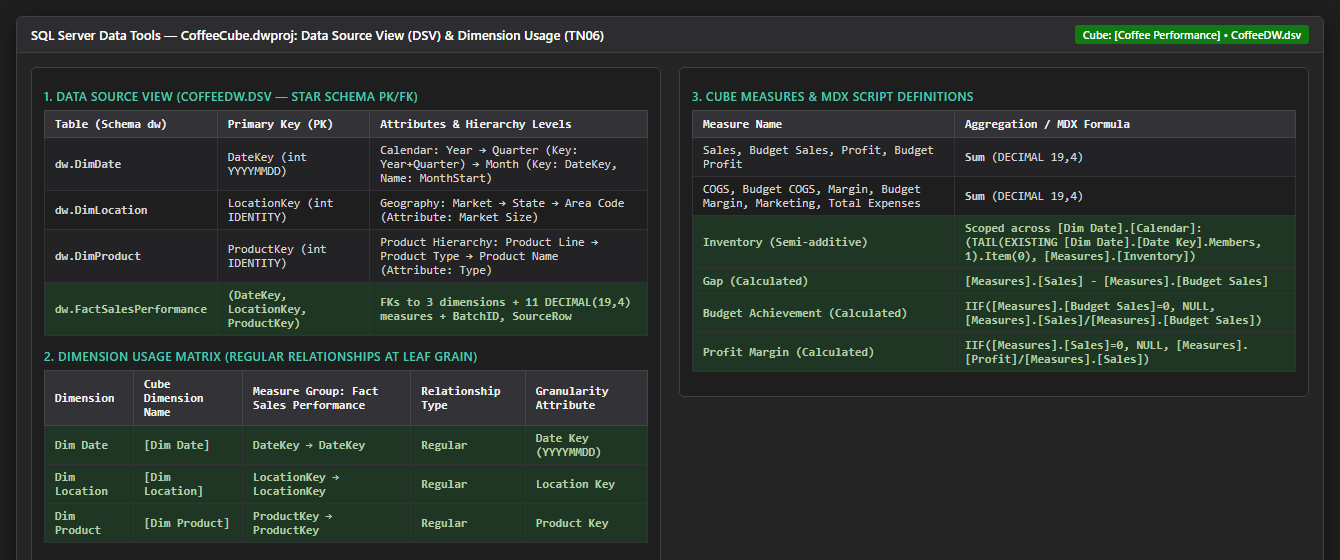 SQL Server Data Tools — CoffeeCube.dwproj: Data Source View (DSV) & Dimension Usage (TN06)
Cube: [Coffee Performance] • CoffeeDW.dsv
1. DATA SOURCE VIEW (COFFEEDW.DSV — STAR SCHEMA PK/FK)
Table (Schema dw)
Primary Key (PK)
Attributes & Hierarchy Levels
dw.DimDate
DateKey (int
YYYYMMDD)
Calendar: Year → Quarter (Key:
Year+Quarter) → Month (Key: DateKey,
Name: MonthStart)
dw.DimLocation
LocationKey (int
IDENTITY)
Geography: Market → State → Area Code
(Attribute: Market Size)
dw.DimProduct
ProductKey (int
IDENTITY)
Product Hierarchy: Product Line →
Product Type → Product Name
(Attribute: Type)
dw.FactSalesPerformance
(DateKey,
LocationKey,
ProductKey)
FKs to 3 dimensions + 11 DECIMAL(19,4)
measures + BatchID, SourceRow
2. DIMENSION USAGE MATRIX (REGULAR RELATIONSHIPS AT LEAF GRAIN)
Dimension
Cube
Dimension
Name
Measure Group: Fact
Sales Performance
Relationship
Type
Granularity
Attribute
Dim Date
[Dim Date]
DateKey → DateKey
Regular
Date Key
(YYYYMMDD)
Dim
Location
[Dim
Location]
LocationKey →
LocationKey
Regular
Location Key
Dim
Product
[Dim Product]
ProductKey →
ProductKey
Regular
Product Key
3. CUBE MEASURES & MDX SCRIPT DEFINITIONS
Measure Name
Aggregation / MDX Formula
Sales, Budget Sales, Profit, Budget
Profit
Sum (DECIMAL 19,4)
COGS, Budget COGS, Margin, Budget
Margin, Marketing, Total Expenses
Sum (DECIMAL 19,4)
Inventory (Semi-additive)
Scoped across [Dim Date].[Calendar]:
(TAIL(EXISTING [Dim Date].[Date Key].Members,
1).Item(0), [Measures].[Inventory])
Gap (Calculated)
[Measures].[Sales] - [Measures].[Budget Sales]
Budget Achievement (Calculated)
IIF([Measures].[Budget Sales]=0, NULL,
[Measures].[Sales]/[Measures].[Budget Sales])
Profit Margin (Calculated)
IIF([Measures].[Sales]=0, NULL, [Measures].
[Profit]/[Measures].[Sales])